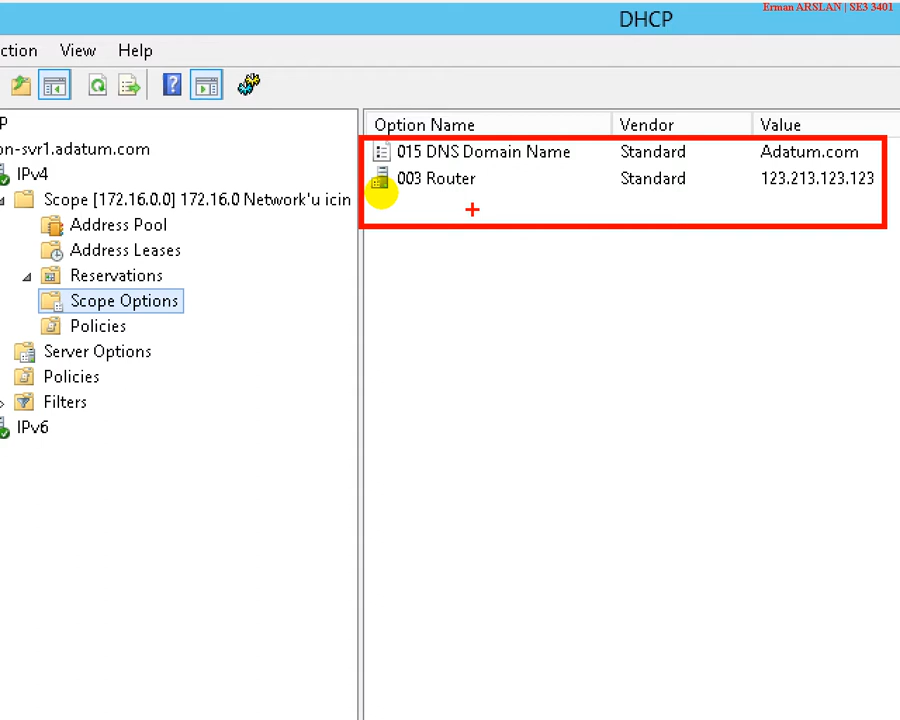 Erman ARSLAN | SE3 3401
DHCP
ction View Help
P
Option Name Vendor Value
on-svr1.adatum.com
015 DNS Domain Name Standard Adatum.com
IPv4
003 Router Standard 123.213.123.123
Scope [172.16.0.0] 172.16.0 Network'u icin
Address Pool
Address Leases
Reservations
Scope Options
Policies
Server Options
Policies
Filters
IPv6